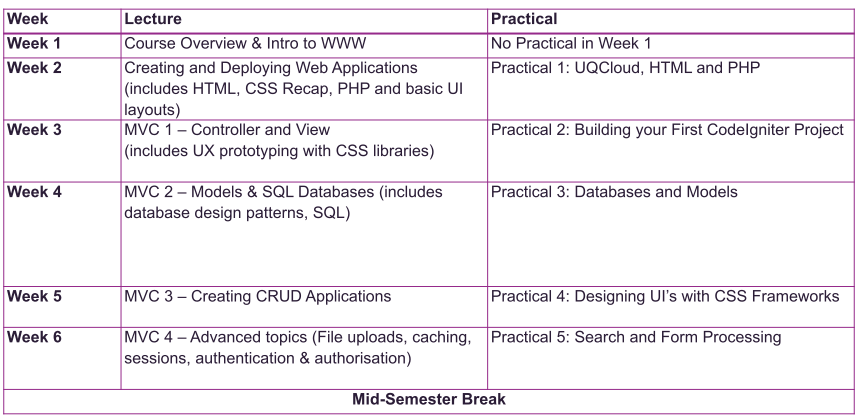 Week Lecture Practical
Week 1 Course Overview & Intro to WWW No Practical in Week 1
Week 2 Creating and Deploying Web Applications Practical 1: UQCloud, HTML and PHP
(includes HTML, CSS Recap, PHP and basic UI
layouts)
Week 3 MVC 1 – Controller and View Practical 2: Building your First CodeIgniter Project
(includes UX prototyping with CSS libraries)
Week 4 MVC 2 – Models & SQL Databases (includes Practical 3: Databases and Models
database design patterns, SQL)
Week 5 MVC 3 – Creating CRUD Applications Practical 4: Designing UI’s with CSS Frameworks
Week 6 MVC 4 – Advanced topics (File uploads, caching, Practical 5: Search and Form Processing
sessions, authentication & authorisation)
Mid-Semester Break